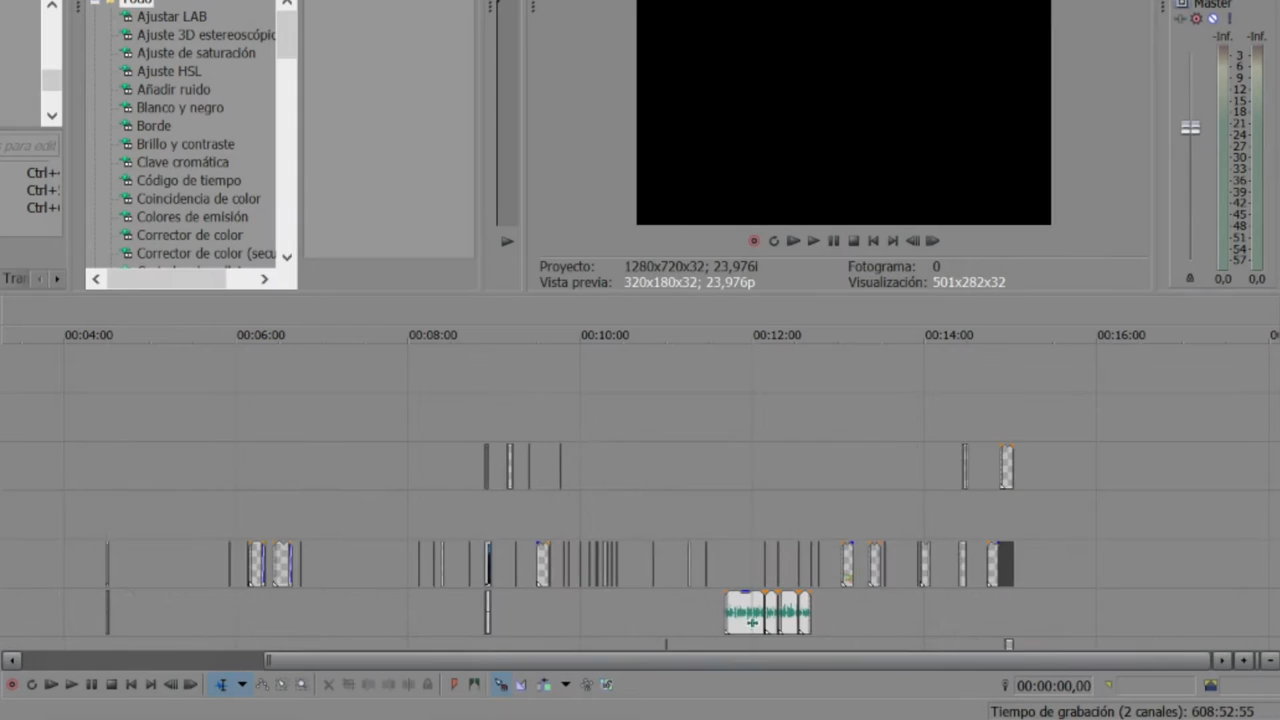 Todo
Ajustar LAB
Ajuste 3D estereoscópic
Ajuste de saturación
Ajuste HSL
Añadir ruido
Blanco y negro
Borde
Brillo y contraste
Clave cromática
Código de tiempo
Coincidencia de color
Colores de emisión
Corrector de color
Corrector de color (secu
s para edit
Ctrl+
Ctrl+
Ctrl+
Trar
Proyecto: 1280x720x32; 23,976i
Vista previa: 320x180x32; 23,976p
Fotograma: 0
Visualización: 501x282x32
Master
-Inf. -Inf.
3
6
9
12
15
18
21
24
27
30
33
36
39
42
45
48
51
54
57
0,0 0,0
00:04:00 00:06:00 00:08:00 00:10:00 00:12:00 00:14:00 00:16:00
00:00:00,00
Tiempo de grabación (2 canales): 608:52:55